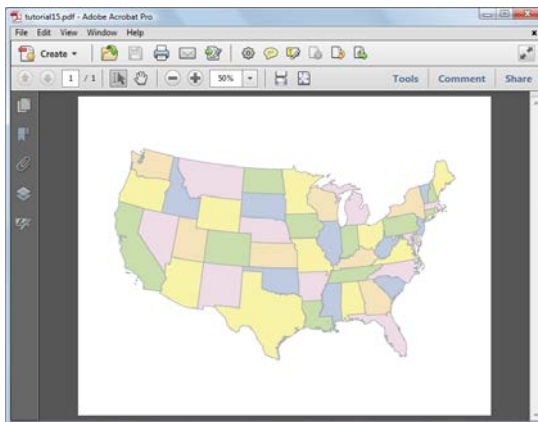 tutorial15.pdf - Adobe Acrobat Pro
File Edit View Window Help
Create
1 / 1 50% Tools Comment Share